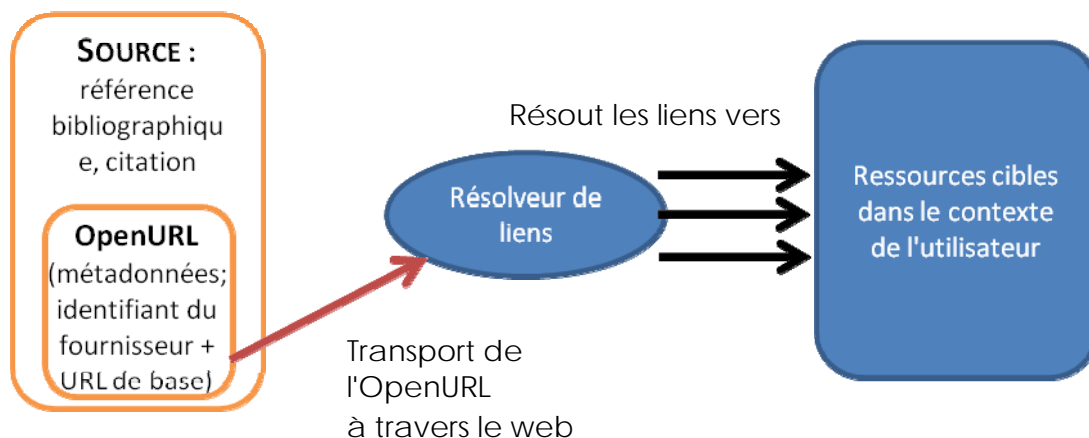 SOURCE :
référence
bibliographiqu
e, citation
OpenURL
(métadonnées;
identifiant du
fournisseur +
URL de base)
Transport de
l'OpenURL
à travers le web
Résolveur de
liens
Résout les liens vers
Ressources cibles
dans le contexte
de l'utilisateur